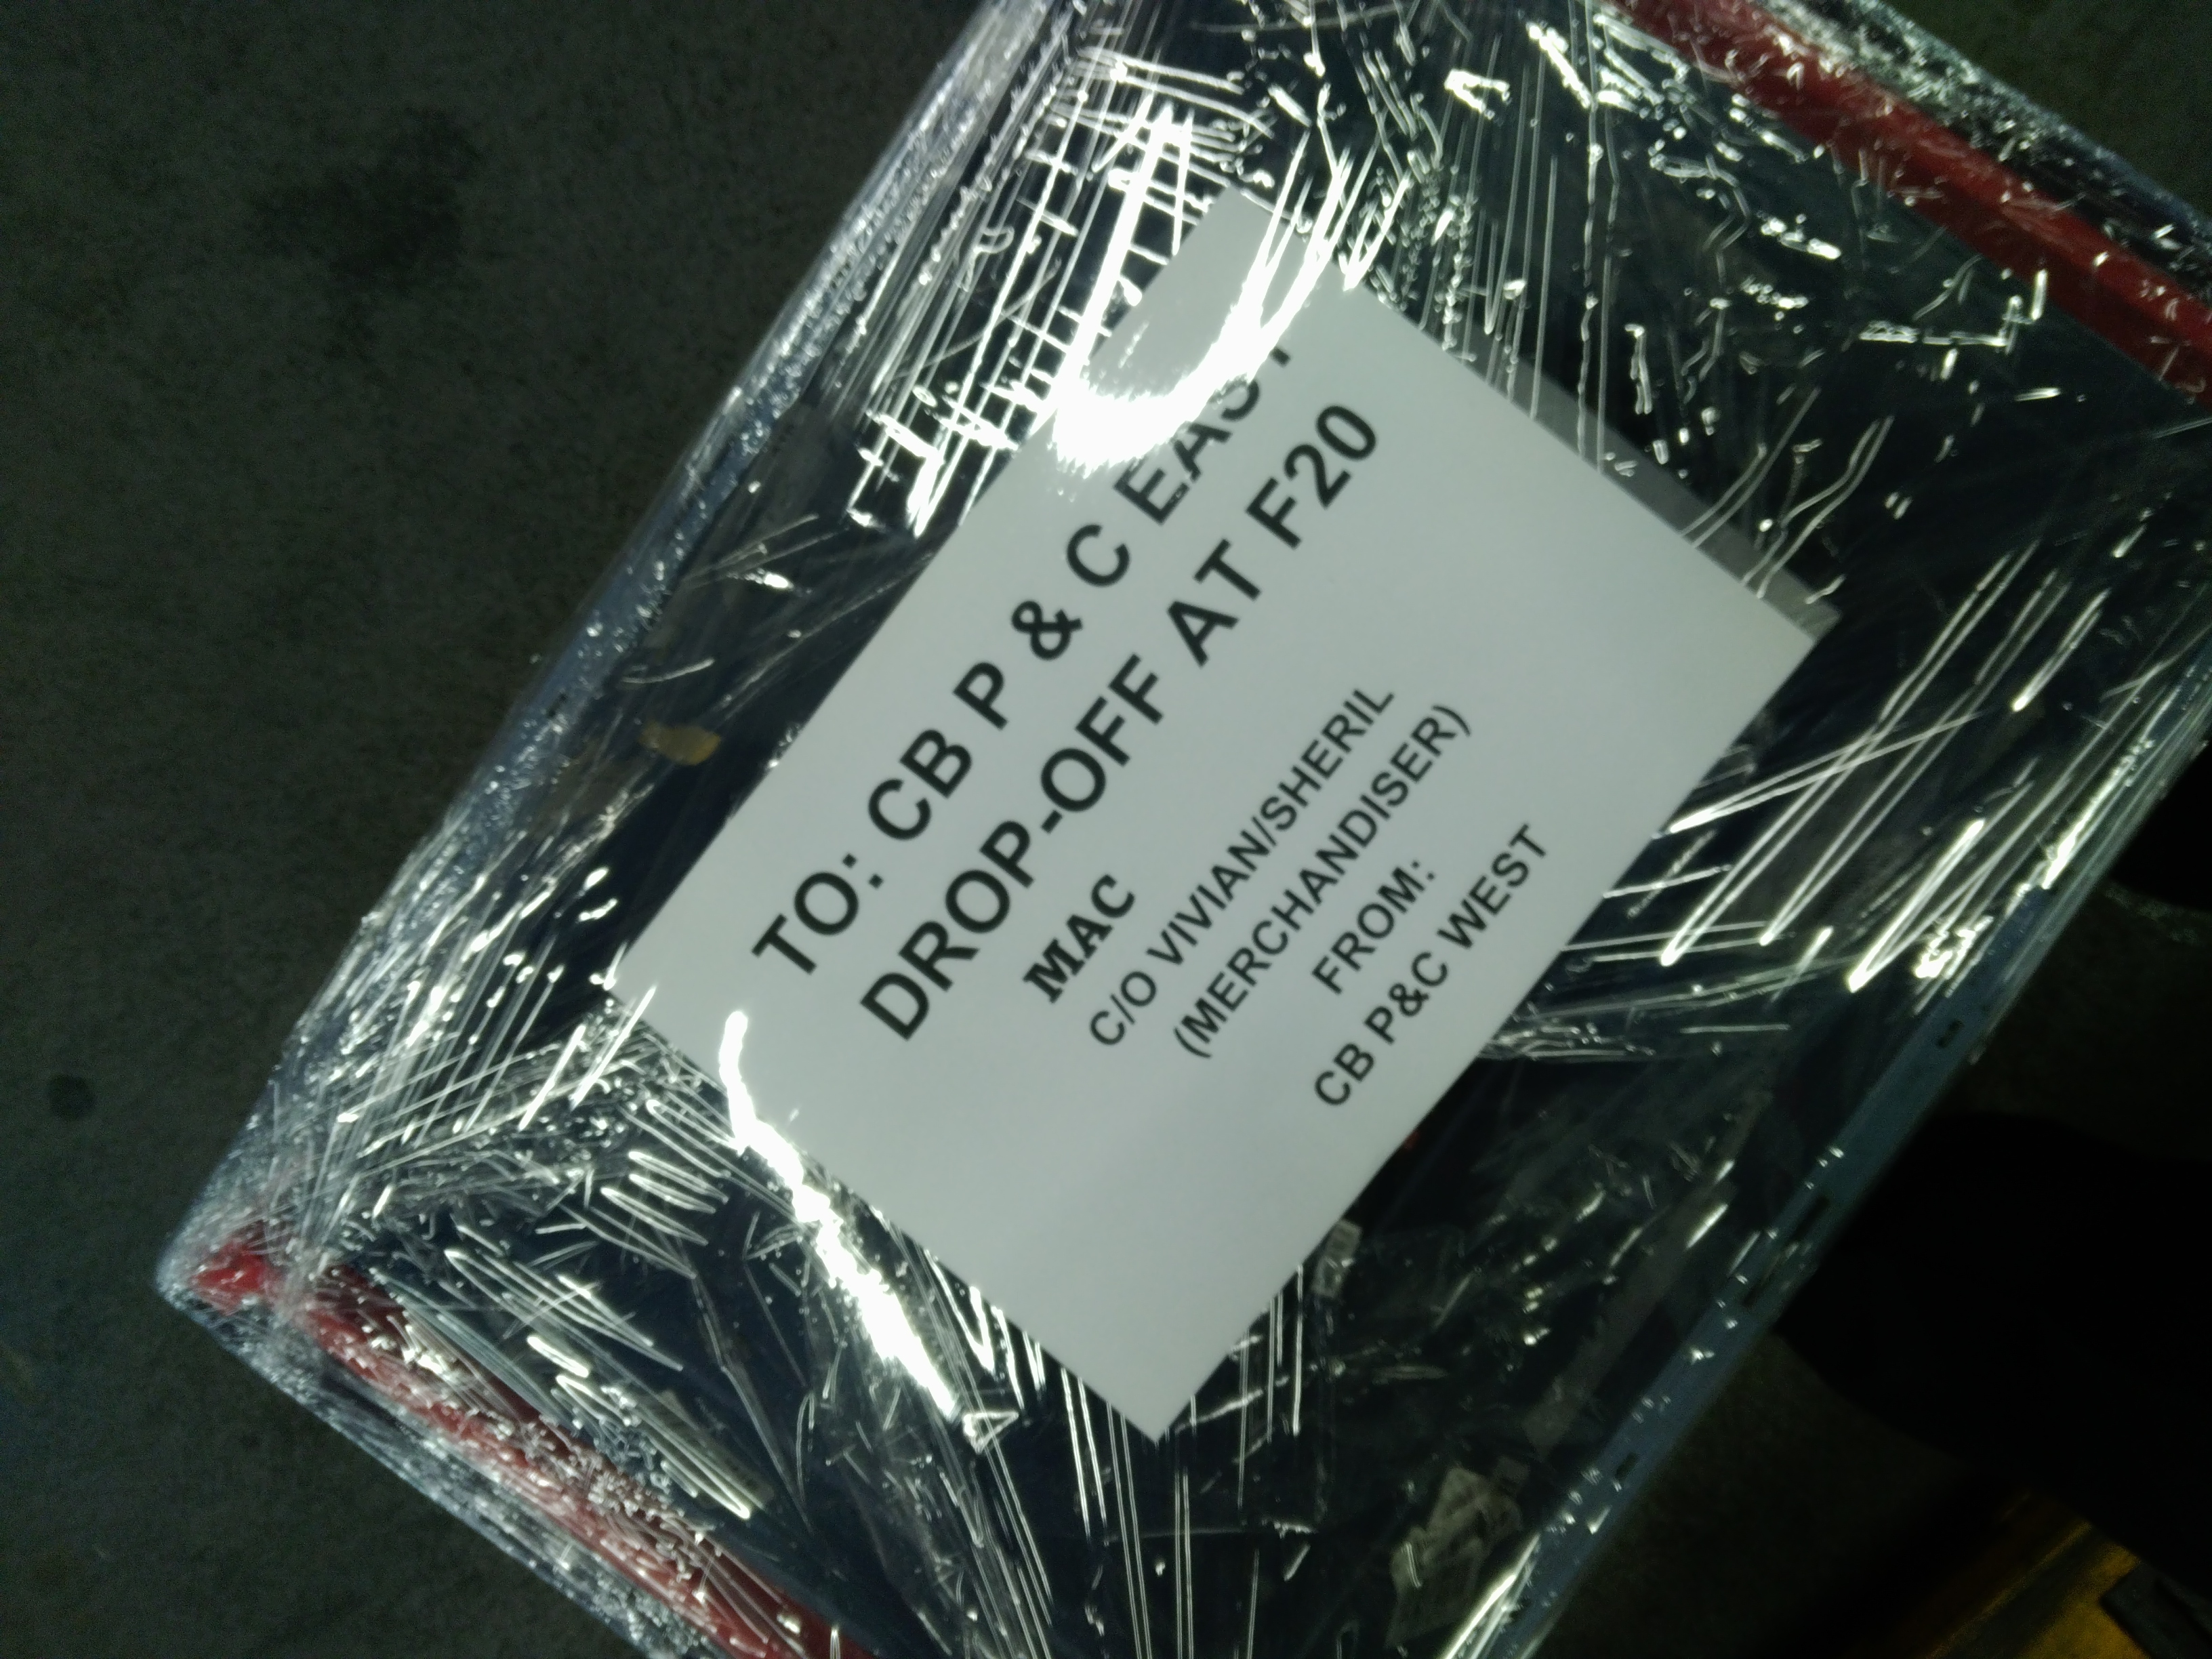 TO: CB P & C EAST
DROP-OFF AT F20
MAC
C/O VIVIAN/SHERIL
(MERCHANDISER)
FROM:
CB P&C WEST